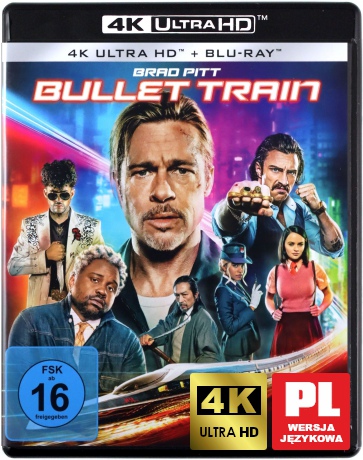 4K ULTRA HD™
4K ULTRA HD™ + BLU-RAY™
BRAD PITT
BULLET TRAIN
FSK
ab
16
freigegeben
4K
ULTRA HD
PL
WERSJA
JĘZYKOWA